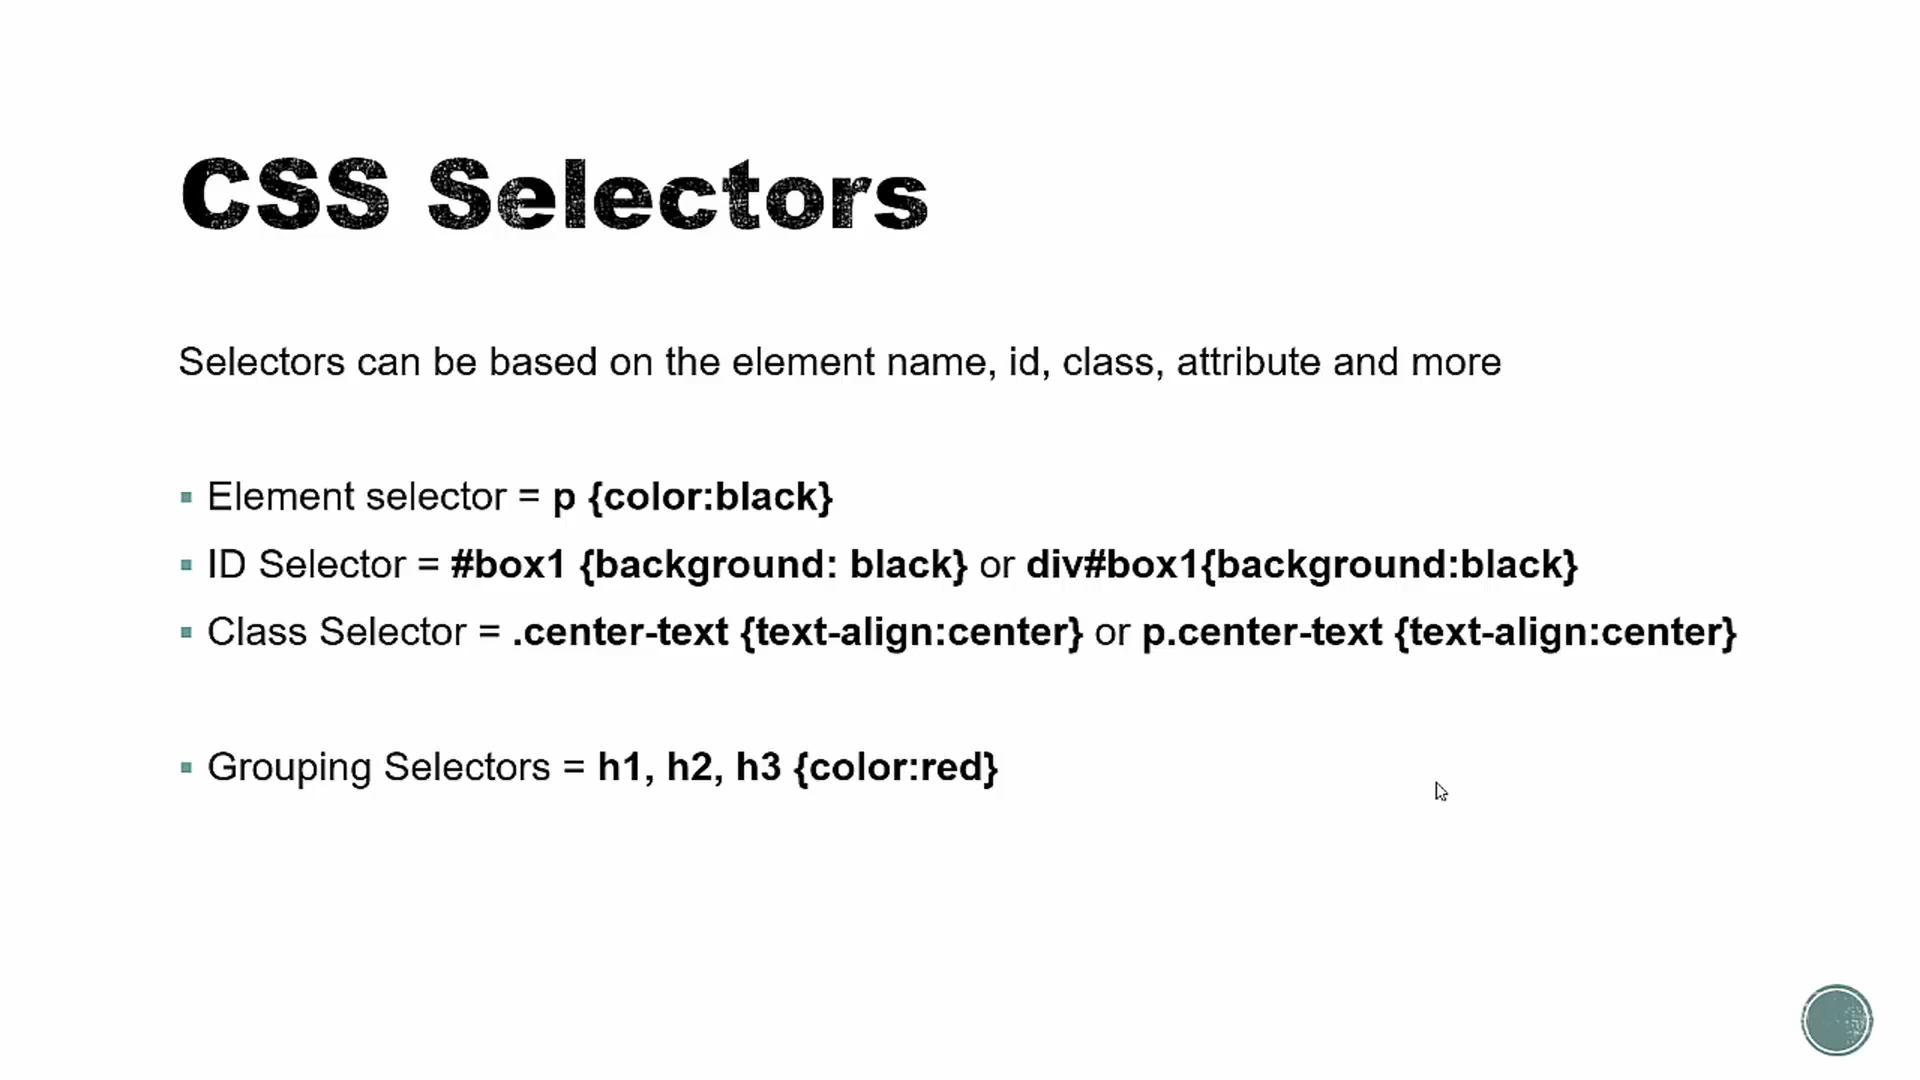 CSS Selectors
Selectors can be based on the element name, id, class, attribute and more
▪ Element selector = p {color:black}
▪ ID Selector = #box1 {background: black} or div#box1{background:black}
▪ Class Selector = .center-text {text-align:center} or p.center-text {text-align:center}
▪ Grouping Selectors = h1, h2, h3 {color:red}